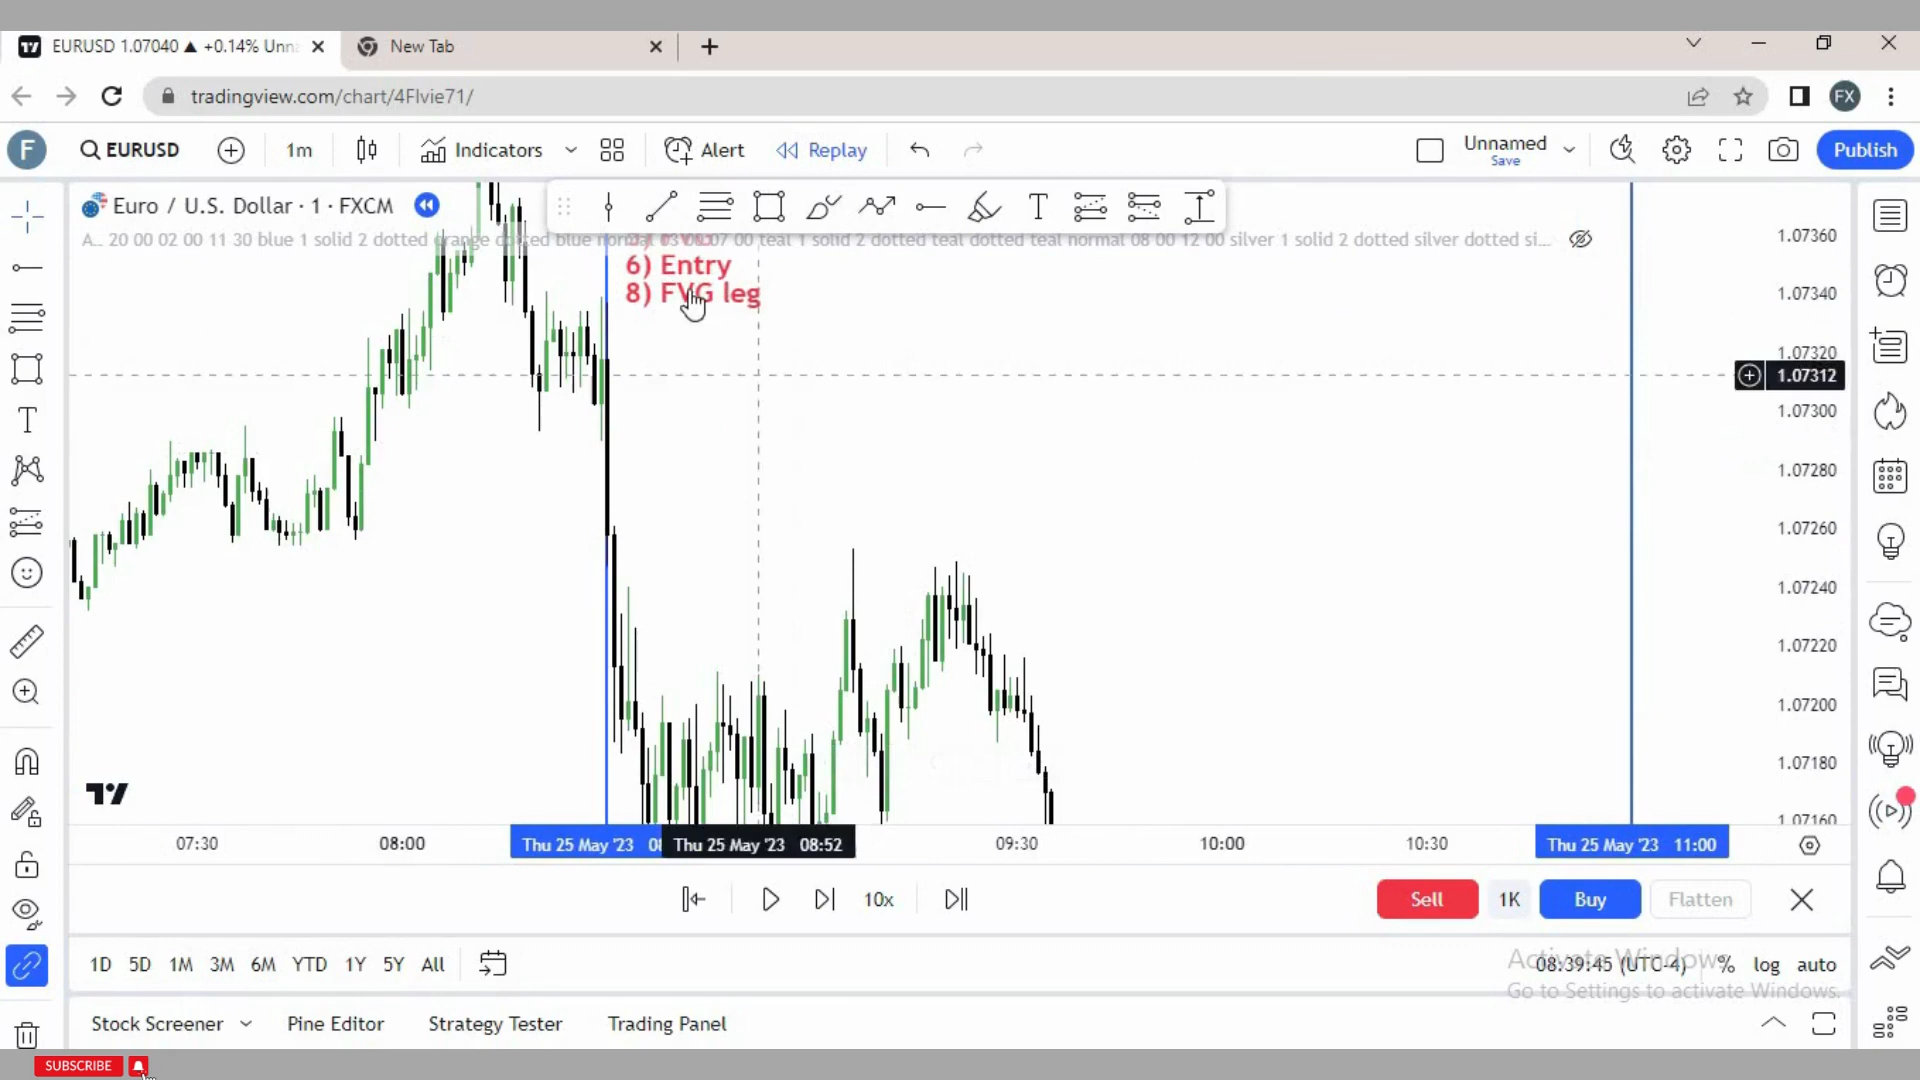 EURUSD 1.07040 ▲ +0.14%
New Tab
tradingview.com/chart/4FIvie71/
FX
F
EURUSD
1m
Indicators
Alert
Replay
Unnamed
Save
Publish
Euro / U.S. Dollar · 1 · FXCM
A... 20 00 02 00 11 30 blue 1 solid 2 dotted orange dotted blue normal 03 00 07 00 teal 1 solid 2 dotted teal dotted teal normal 08 00 12 00 silver 1 solid 2 dotted silver dotted si...
6) Entry
8) FVG leg
1.07360
1.07340
1.07320
1.07312
1.07300
1.07280
1.07260
1.07240
1.07220
1.07200
1.07180
1.07160
07:30
08:00
Thu 25 May '23
Thu 25 May '23 08:52
09:30
10:00
10:30
Thu 25 May '23 11:00
10x
Sell
1K
Buy
Flatten
1D 5D 1M 3M 6M YTD 1Y 5Y All
08:39:45 (UTC-4) % log auto
Activate Windows
Go to Settings to activate Windows.
Stock Screener
Pine Editor
Strategy Tester
Trading Panel
SUBSCRIBE